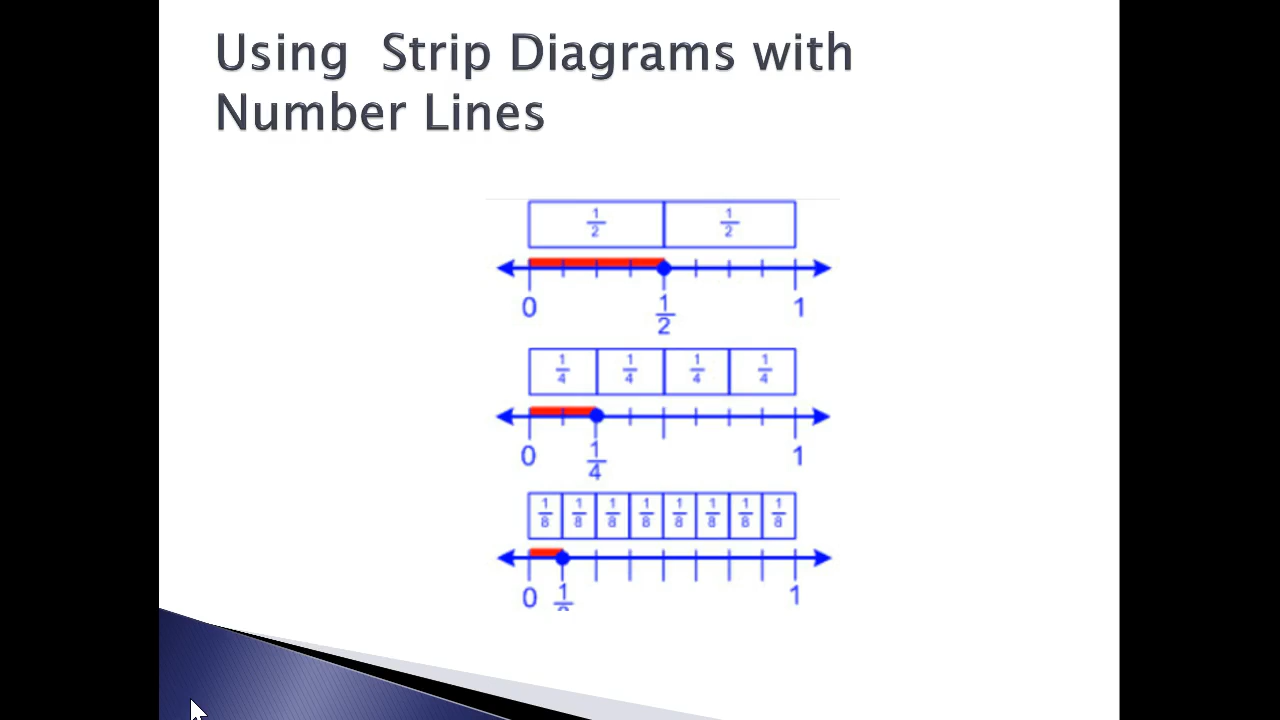 Using Strip Diagrams with
Number Lines
1/2 1/2
0 1/2 1
1/4 1/4 1/4 1/4
0 1/4 1
1/8 1/8 1/8 1/8 1/8 1/8 1/8 1/8
0 1/8 1